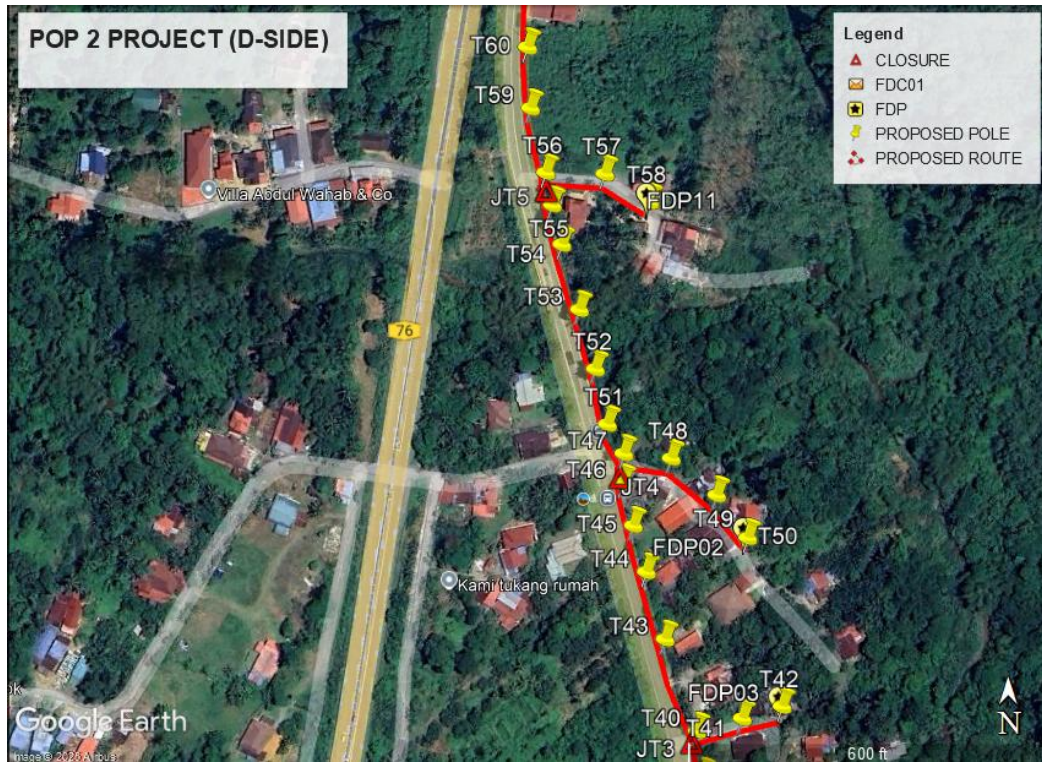 POP 2 PROJECT (D-SIDE)
Legend
CLOSURE
FDC01
FDP
PROPOSED POLE
PROPOSED ROUTE
T60
T59
T56
T57
T58
Villa Abdul Wahab & Co
JT5
FDP11
T55
T54
T53
76
T52
T51
T47
T48
T46
JT4
T49
T50
T45
T44
FDP02
Kami tukang rumah
T43
T42
FDP03
T40
T41
JT3
ok
Google Earth
N
600 ft